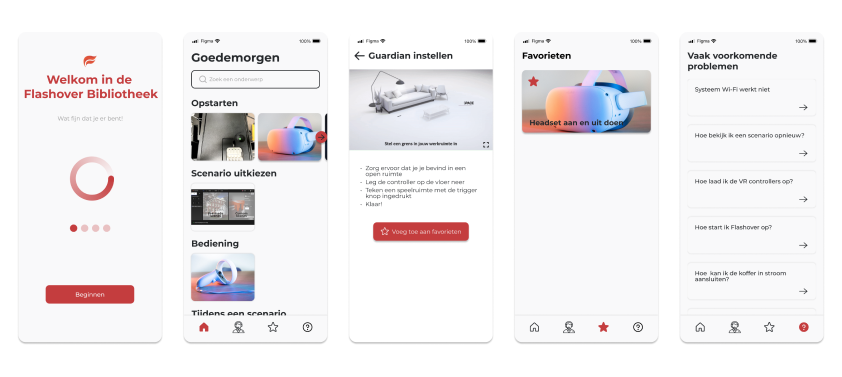 Welkom in de
Flashover Bibliotheek
Wat fijn dat je er bent!
Beginnen
Figma
100%
Goedemorgen
Zoek een onderwerp
Opstarten
Scenario uitkiezen
Bediening
Tijdens een scenario
Figma
100%
Guardian instellen
SPACE
Stel een grens in jouw werkruimte in
- Zorg ervoor dat je je bevind in een
open ruimte
- Leg de controller op de vloer neer
- Teken een speelruimte met de trigger
knop ingedrukt
- Klaar!
Voeg toe aan favorieten
Figma
100%
Favorieten
Headset aan en uit doen
Figma
100%
Vaak voorkomende
problemen
Systeem Wi-Fi werkt niet
Hoe bekijk ik een scenario opnieuw?
Hoe laad ik de VR controllers op?
Hoe start ik Flashover op?
Hoe kan ik de koffer in stroom
aansluiten?